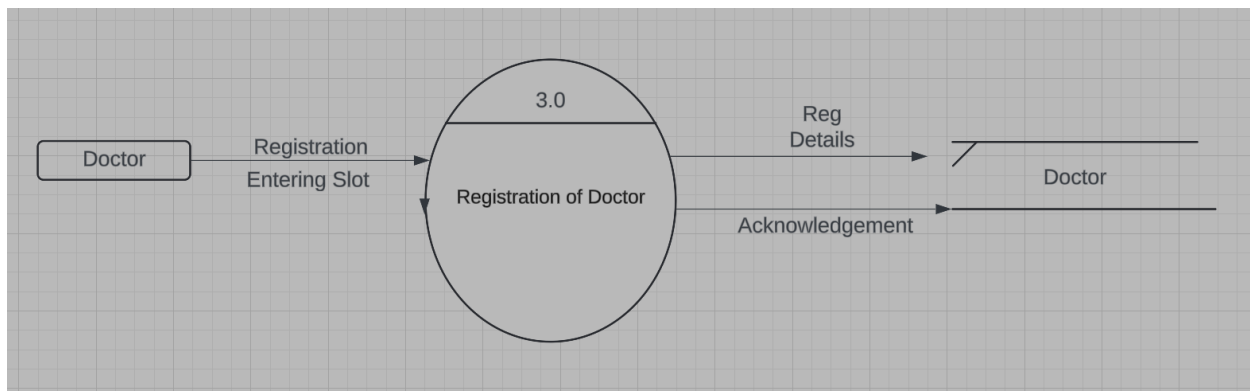 Doctor
Registration
Entering Slot
3.0
Registration of Doctor
Reg
Details
Acknowledgement
Doctor